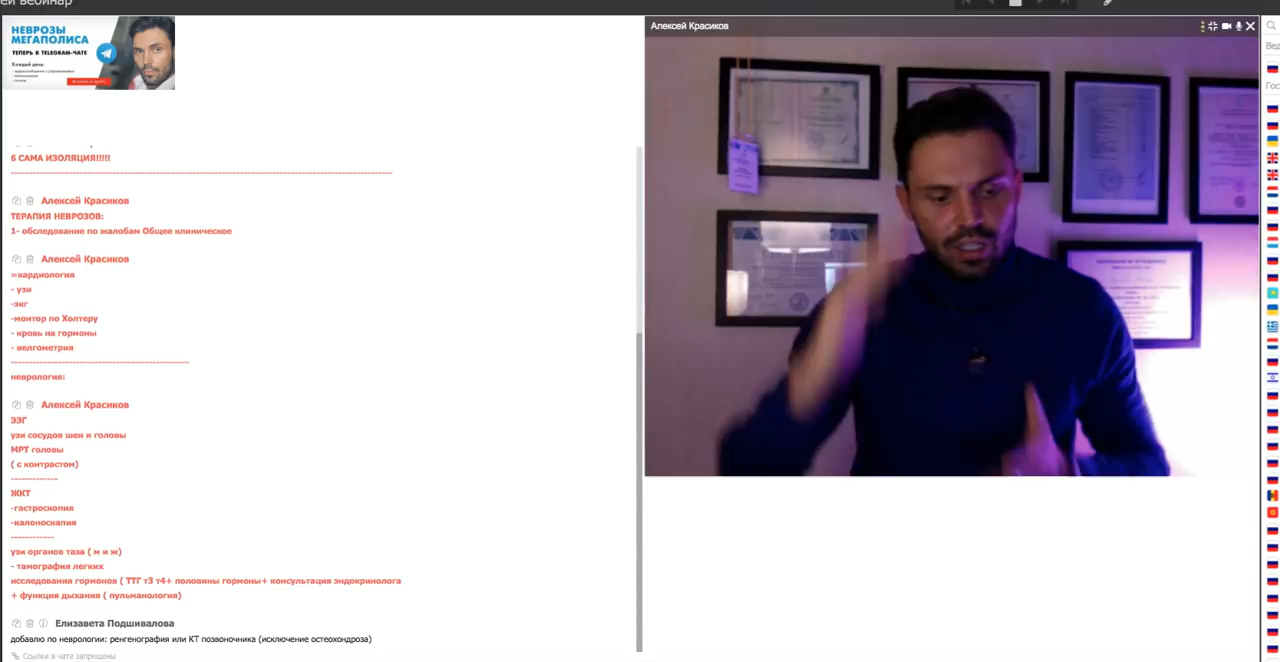 ей вебинар
НЕВРОЗЫ
МЕГАПОЛИСА
ТЕПЕРЬ В TELEGRAM-ЧАТЕ
Каждый день:
Алексей Красиков
6 САМА ИЗОЛЯЦИЯ!!!!!
Алексей Красиков
ТЕРАПИЯ НЕВРОЗОВ:
1- обследование по жалобам Общее клиническое
Алексей Красиков
=кардиология
- узи
-экг
-монтор по Холтеру
- кровь на гормоны
- велгометрия
неврология:
Алексей Красиков
ЭЭГ
узи сосудов шеи и головы
МРТ головы
( с контрастом)
ЖКТ
-гастроскопия
-калоноскапия
узи органов таза ( м и ж)
- тамография легких
исследования гормонов ( ТТГ т3 т4+ половины гормоны+ консультация эндокринолога
+ функция дыхания ( пульманология)
Елизавета Подшивалова
добавлю по неврологии: ренгенография или КТ позвоночника (исключение остеохондроза)
Ссылки в чате запрещены
Вед
Гос